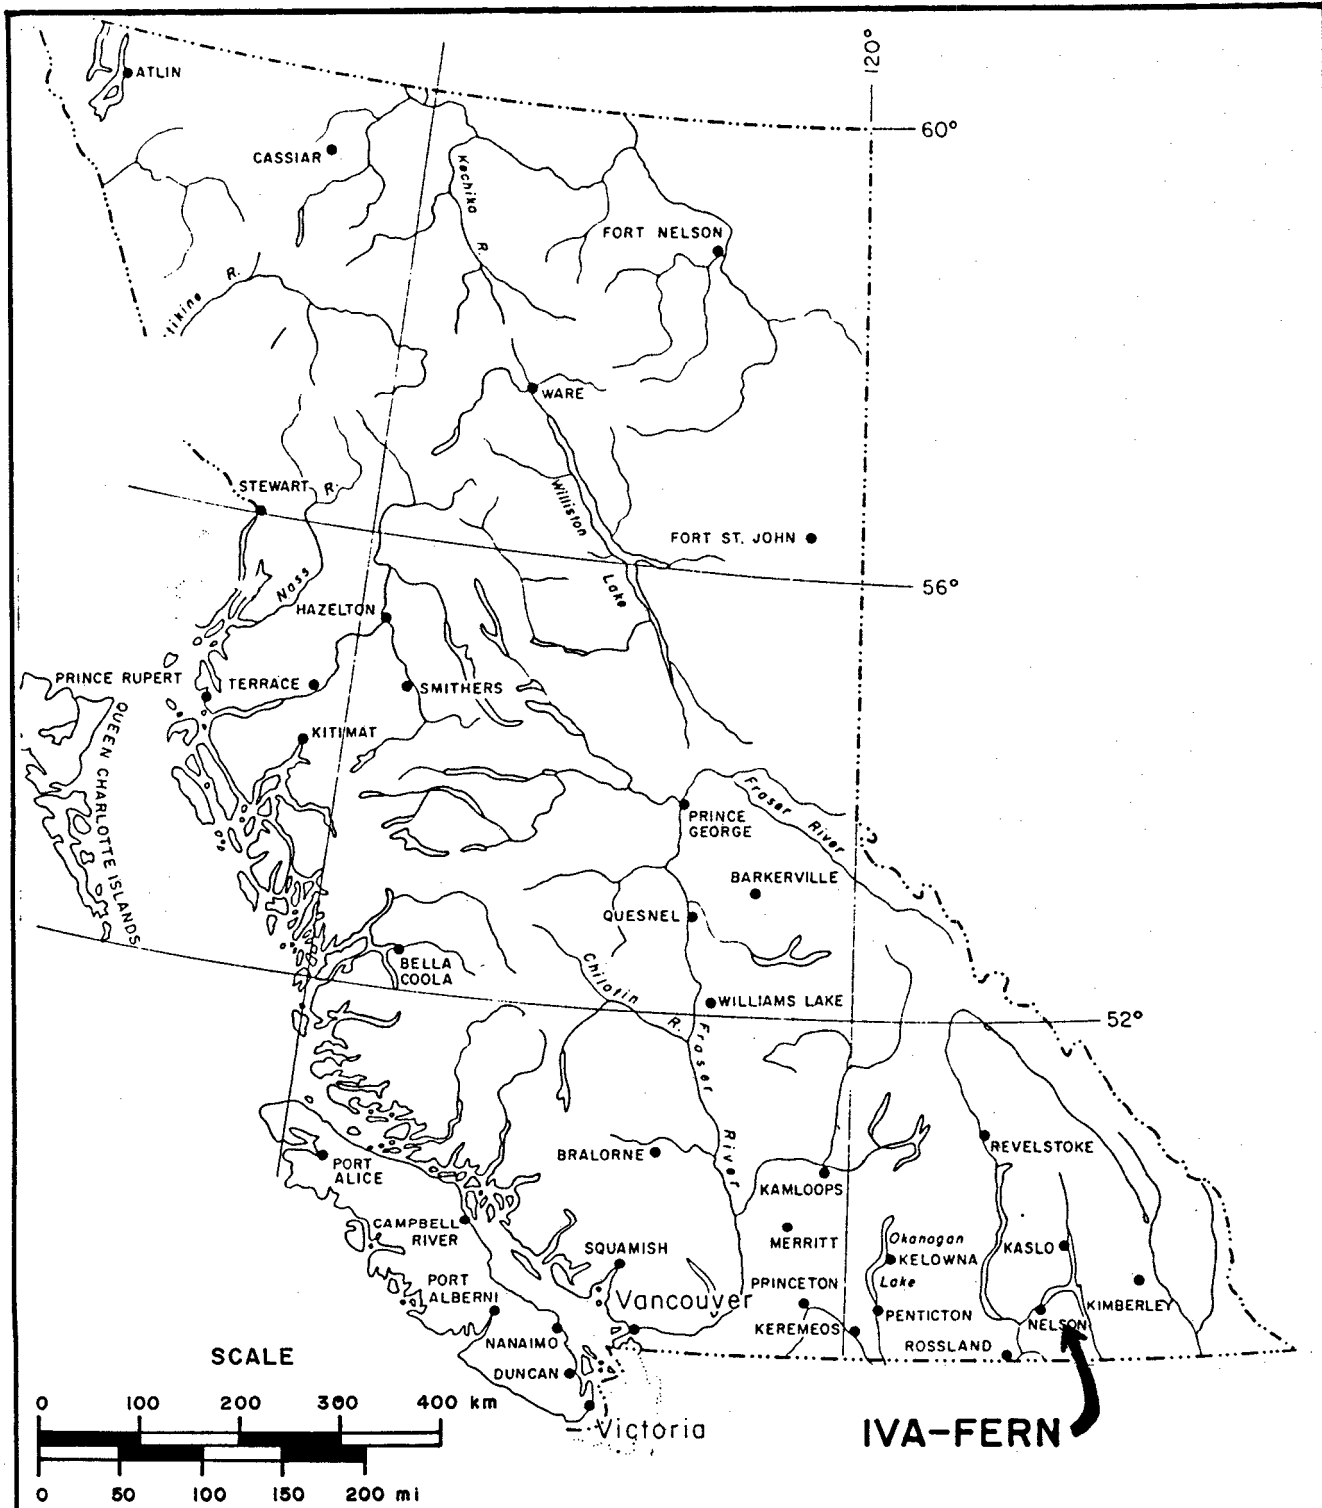 120°
ATLIN
60°
CASSIAR
Kechika
R.
FORT NELSON
R.
tikine
WARE
STEWART
R.
Williston
FORT ST. JOHN
56°
Nass
Lake
HAZELTON
PRINCE RUPERT
TERRACE
SMITHERS
QUEEN CHARLOTTE ISLANDS
KITIMAT
Fraser River
PRINCE
GEORGE
BARKERVILLE
QUESNEL
BELLA
COOLA
Chilotin
R.
WILLIAMS LAKE
52°
Fraser
River
REVELSTOKE
BRALORNE
PORT
ALICE
KAMLOOPS
CAMPBELL
RIVER
MERRITT
Okanagan
KELOWNA
Lake
KASLO
SQUAMISH
PORT
ALBERNI
PRINCETON
KIMBERLEY
Vancouver
PENTICTON
NELSON
KEREMEOS
NANAIMO
ROSSLAND
DUNCAN
SCALE
0 100 200 300 400 km
Victoria
IVA-FERN
0 50 100 150 200 mi